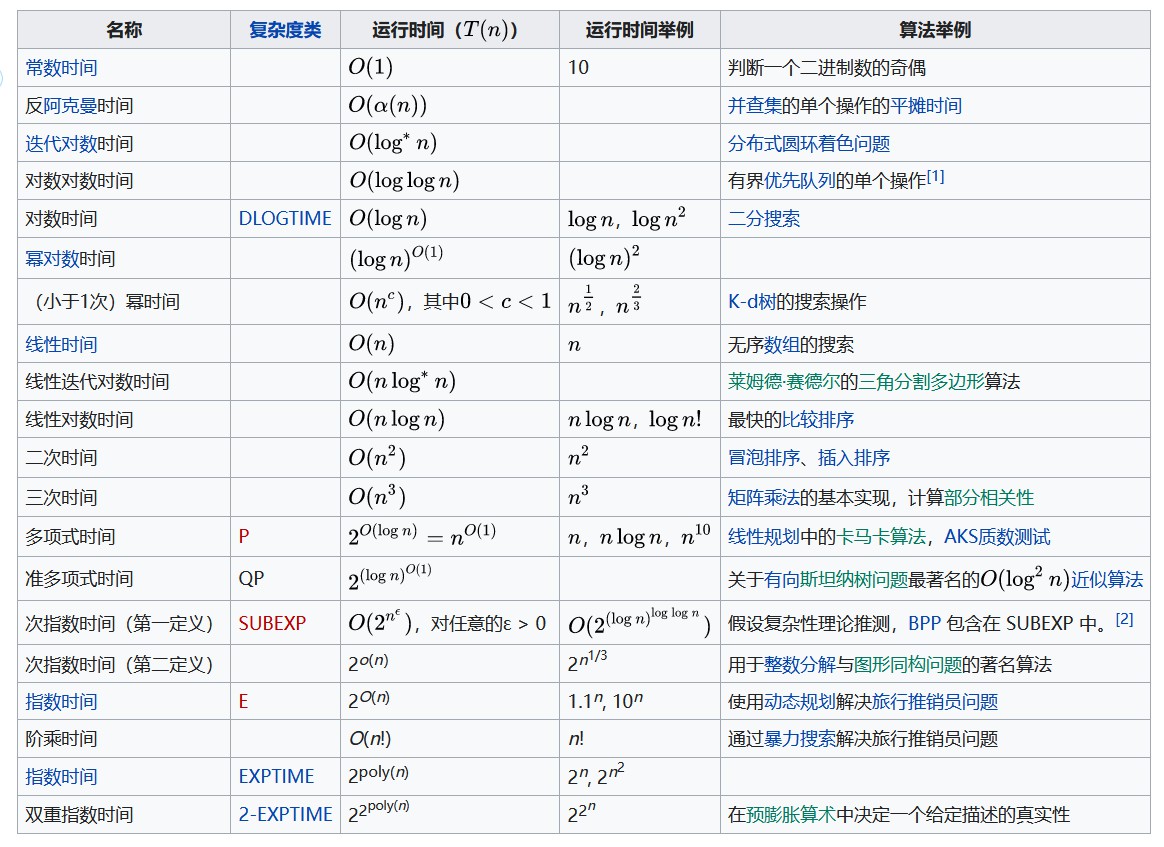 名称 复杂度类 运行时间（T(n)） 运行时间举例 算法举例
常数时间 O(1) 10 判断一个二进制数的奇偶
反阿克曼时间 O(α(n)) 并查集的单个操作的平摊时间
迭代对数时间 O(log* n) 分布式圆环着色问题
对数对数时间 O(log log n) 有界优先队列的单个操作[1]
对数时间 DLOGTIME O(log n) log n，log n² 二分搜索
幂对数时间 (log n)^O(1) (log n)²
（小于1次）幂时间 O(n^c)，其中0 < c < 1 n^(1/2)，n^(2/3) K-d树的搜索操作
线性时间 O(n) n 无序数组的搜索
线性迭代对数时间 O(n log* n) 莱姆德·赛德尔的三角分割多边形算法
线性对数时间 O(n log n) n log n，log n! 最快的比较排序
二次时间 O(n²) n² 冒泡排序、插入排序
三次时间 O(n³) n³ 矩阵乘法的基本实现，计算部分相关性
多项式时间 P 2^O(log n) = n^O(1) n，n log n，n^10 线性规划中的卡马卡算法，AKS质数测试
准多项式时间 QP 2^(log n)^O(1) 关于有向斯坦纳树问题最著名的O(log² n)近似算法
次指数时间（第一定义） SUBEXP O(2^n^ϵ)，对任意的ε > 0 O(2^(log n)^log log n) 假设复杂性理论推测，BPP 包含在 SUBEXP 中。[2]
次指数时间（第二定义） 2^o(n) 2^n^1/3 用于整数分解与图形同构问题的著名算法
指数时间 E 2^O(n) 1.1^n, 10^n 使用动态规划解决旅行推销员问题
阶乘时间 O(n!) n! 通过暴力搜索解决旅行推销员问题
指数时间 EXPTIME 2^poly(n) 2^n, 2^n^2
双重指数时间 2-EXPTIME 2^2^poly(n) 2^2^n 在预膨胀算术中决定一个给定描述的真实性